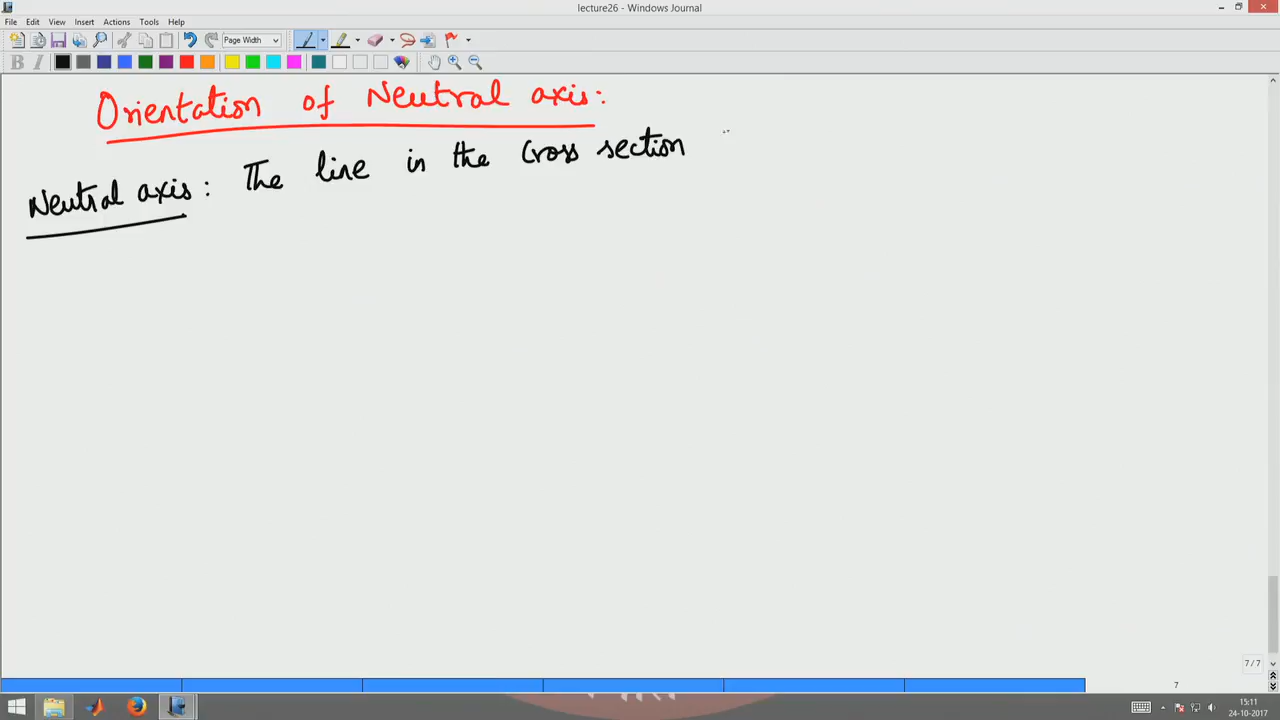 lecture26 - Windows Journal
File Edit View Insert Actions Tools Help
Page Width
B I
Orientation of Neutral axis:
Neutral axis: The line in the cross section
7/7
7
15:11
24-10-2017